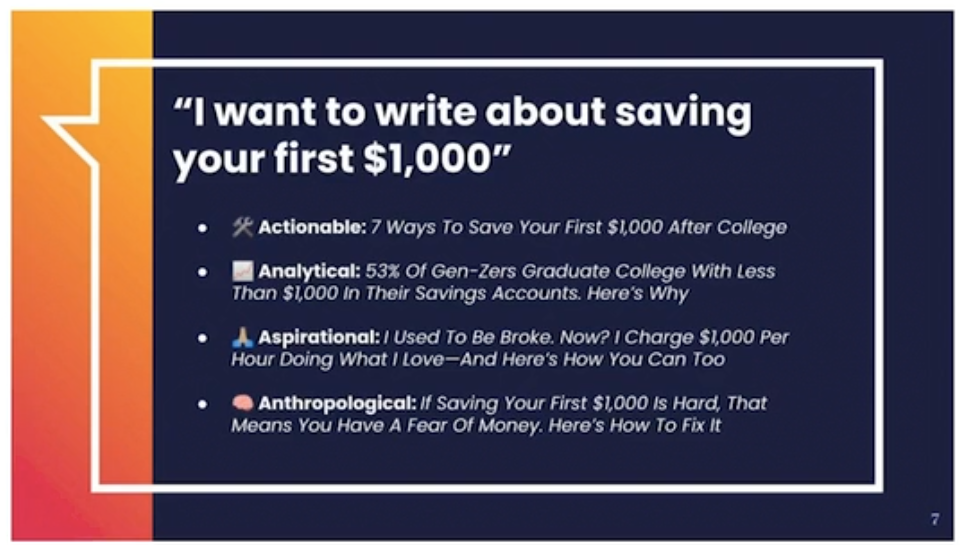 “I want to write about saving
your first $1,000”
• 🛠 Actionable: 7 Ways To Save Your First $1,000 After College
• 📈 Analytical: 53% Of Gen-Zers Graduate College With Less
Than $1,000 In Their Savings Accounts. Here’s Why
• 🙏🏼 Aspirational: I Used To Be Broke. Now? I Charge $1,000 Per
Hour Doing What I Love—And Here’s How You Can Too
• 🧠 Anthropological: If Saving Your First $1,000 Is Hard, That
Means You Have A Fear Of Money. Here’s How To Fix It
7